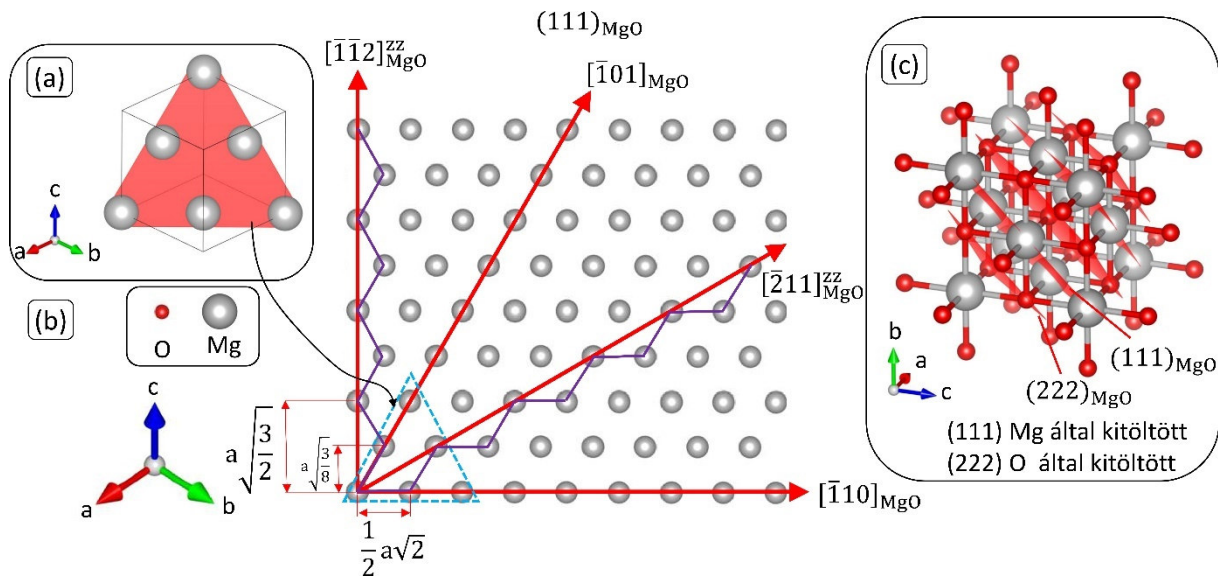 (a)
c
a
b
(b)
O
Mg
c
a
b
(111)MgO
[1̅1̅2]ᶻᶻMgO
[1̅01]MgO
[2̅11]ᶻᶻMgO
[1̅10]MgO
a√(3/2)
a√(3/8)
1/2 a√2
(c)
b
a
c
(111)MgO
(222)MgO
(111) Mg által kitöltött
(222) O által kitöltött